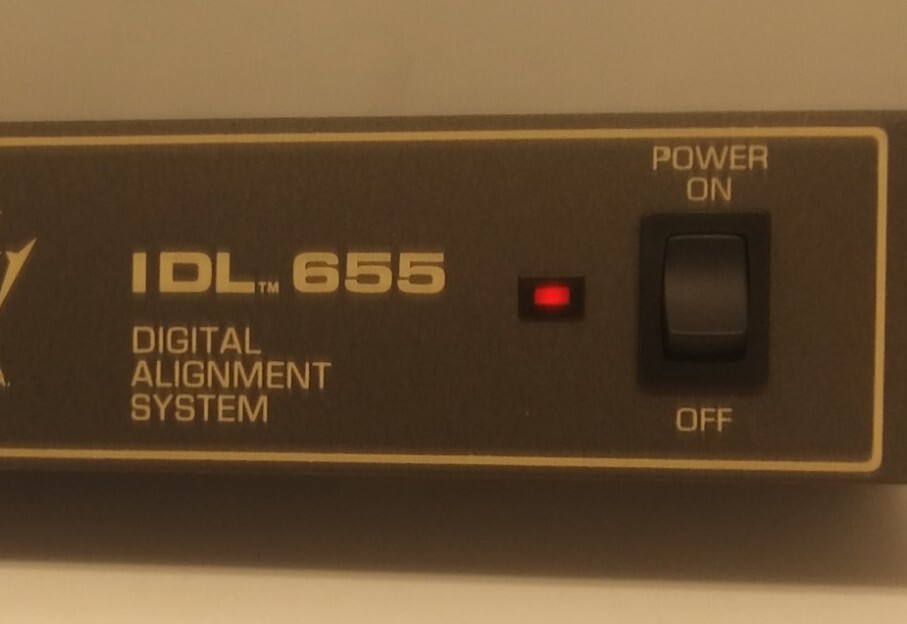 POWER
ON
IDL™ 655
DIGITAL
ALIGNMENT
SYSTEM
OFF